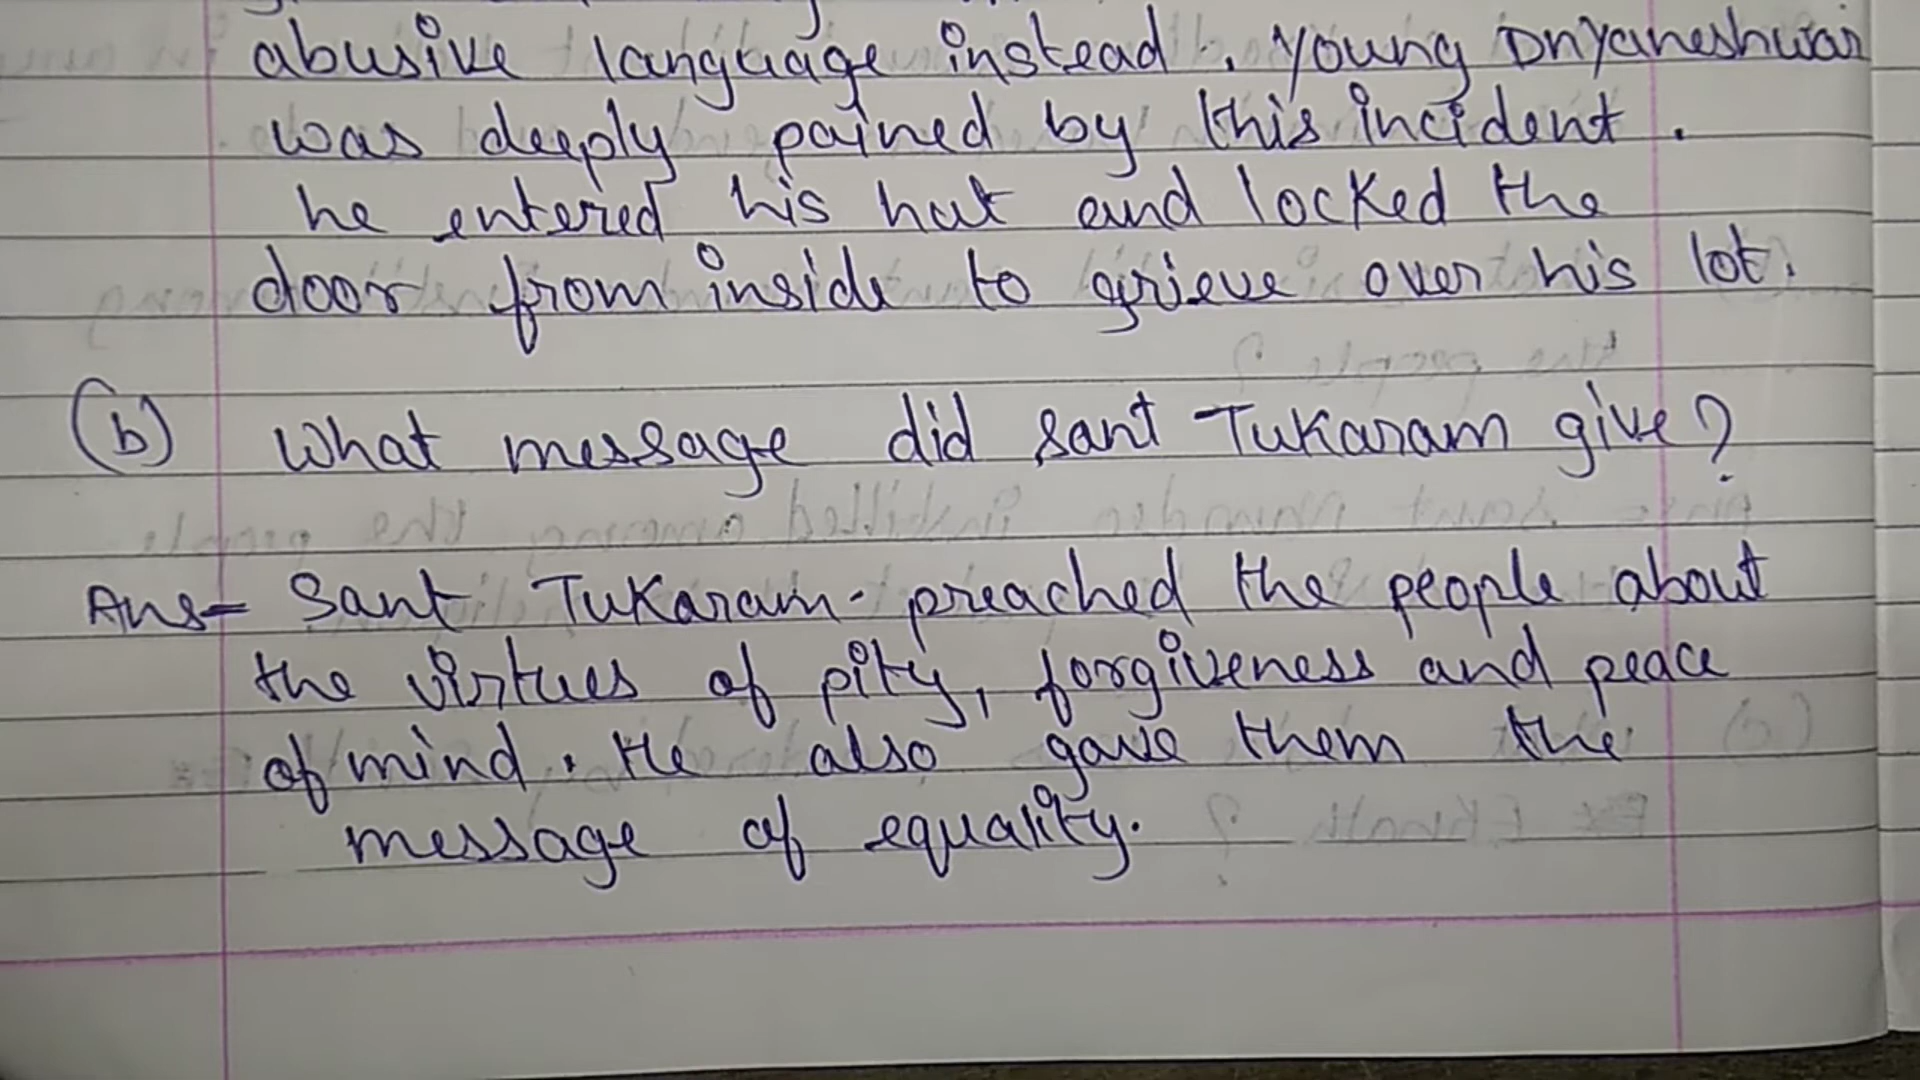 abusive language instead. Young Dnyaneshwar
was deeply pained by this incident.
he entered his hut and locked the
door from inside to grieve over his lot.
(b) What message did sant Tukaram give?
Ans- Sant Tukaram- preached the people about
the virtues of pity, forgiveness and peace
of mind. He also gave them the
message of equality.